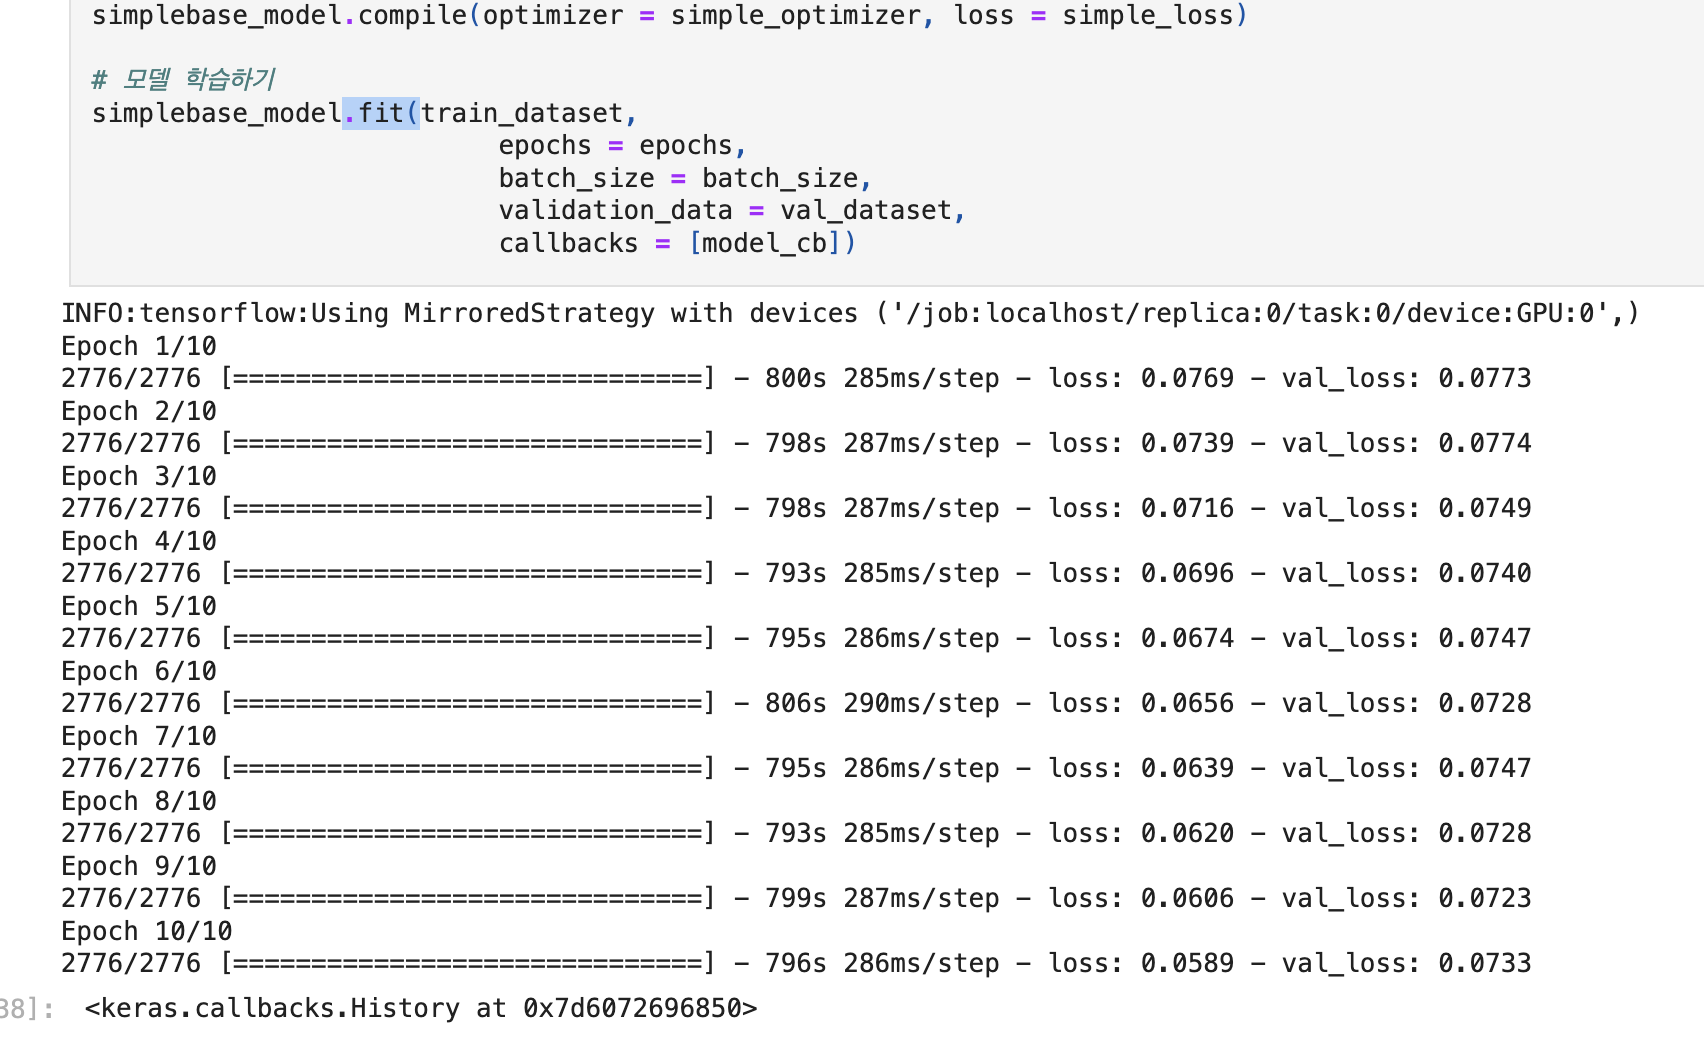 simplebase_model.compile(optimizer = simple_optimizer, loss = simple_loss)
# 모델 학습하기
simplebase_model.fit(train_dataset,
epochs = epochs,
batch_size = batch_size,
validation_data = val_dataset,
callbacks = [model_cb])
INFO:tensorflow:Using MirroredStrategy with devices ('/job:localhost/replica:0/task:0/device:GPU:0',)
Epoch 1/10
2776/2776 [==============================] - 800s 285ms/step - loss: 0.0769 - val_loss: 0.0773
Epoch 2/10
2776/2776 [==============================] - 798s 287ms/step - loss: 0.0739 - val_loss: 0.0774
Epoch 3/10
2776/2776 [==============================] - 798s 287ms/step - loss: 0.0716 - val_loss: 0.0749
Epoch 4/10
2776/2776 [==============================] - 793s 285ms/step - loss: 0.0696 - val_loss: 0.0740
Epoch 5/10
2776/2776 [==============================] - 795s 286ms/step - loss: 0.0674 - val_loss: 0.0747
Epoch 6/10
2776/2776 [==============================] - 806s 290ms/step - loss: 0.0656 - val_loss: 0.0728
Epoch 7/10
2776/2776 [==============================] - 795s 286ms/step - loss: 0.0639 - val_loss: 0.0747
Epoch 8/10
2776/2776 [==============================] - 793s 285ms/step - loss: 0.0620 - val_loss: 0.0728
Epoch 9/10
2776/2776 [==============================] - 799s 287ms/step - loss: 0.0606 - val_loss: 0.0723
Epoch 10/10
2776/2776 [==============================] - 796s 286ms/step - loss: 0.0589 - val_loss: 0.0733
38]: <keras.callbacks.History at 0x7d6072696850>